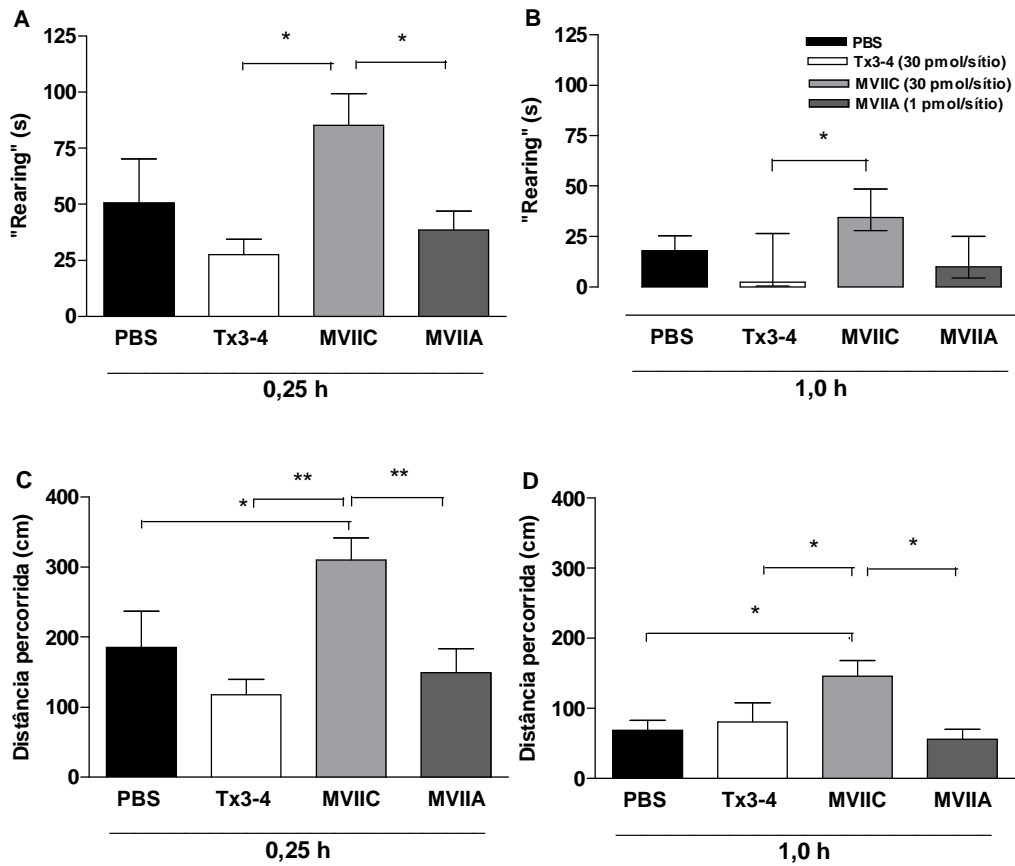 A
"Rearing" (s)
125
100
75
50
25
0
*
*
PBS Tx3-4 MVIIC MVIIA
0,25 h
B
"Rearing" (s)
125
100
75
50
25
0
PBS
Tx3-4 (30 pmol/sítio)
MVIIC (30 pmol/sítio)
MVIIA (1 pmol/sítio)
*
PBS Tx3-4 MVIIC MVIIA
1,0 h
C
Distância percorrida (cm)
400
300
200
100
0
**
**
*
PBS Tx3-4 MVIIC MVIIA
0,25 h
D
Distância percorrida (cm)
400
300
200
100
0
*
*
*
PBS Tx3-4 MVIIC MVIIA
1,0 h